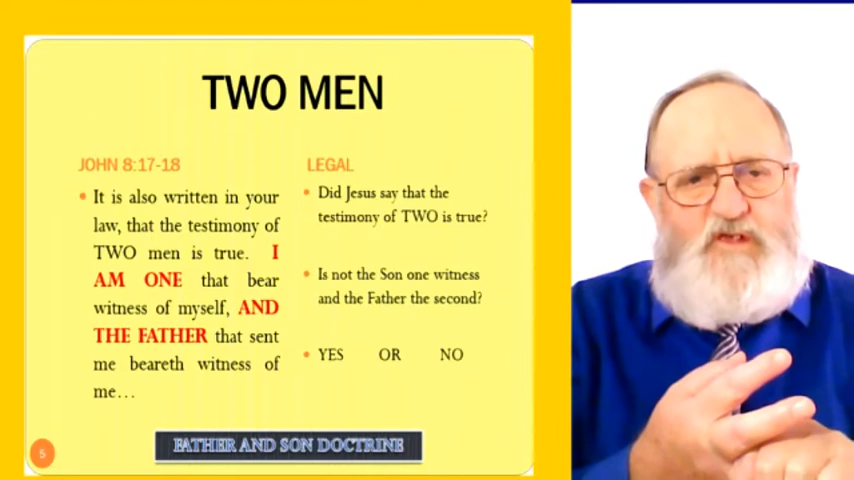 TWO MEN
JOHN 8:17-18
• It is also written in your
law, that the testimony of
TWO men is true. I
AM ONE that bear
witness of myself, AND
THE FATHER that sent
me beareth witness of
me...
LEGAL
• Did Jesus say that the
testimony of TWO is true?
• Is not the Son one witness
and the Father the second?
• YES OR NO
FATHER AND SON DOCTRINE
5